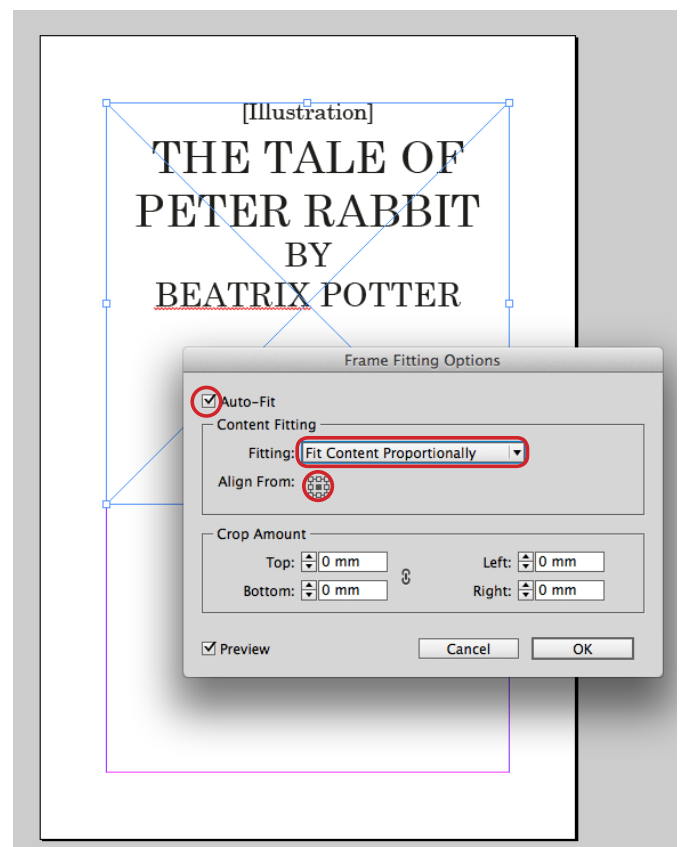 [Illustration]
THE TALE OF
PETER RABBIT
BY
BEATRIX POTTER
Frame Fitting Options
Auto-Fit
Content Fitting
Fitting: Fit Content Proportionally
Align From:
Crop Amount
Top: 0 mm Left: 0 mm
Bottom: 0 mm Right: 0 mm
Preview Cancel OK